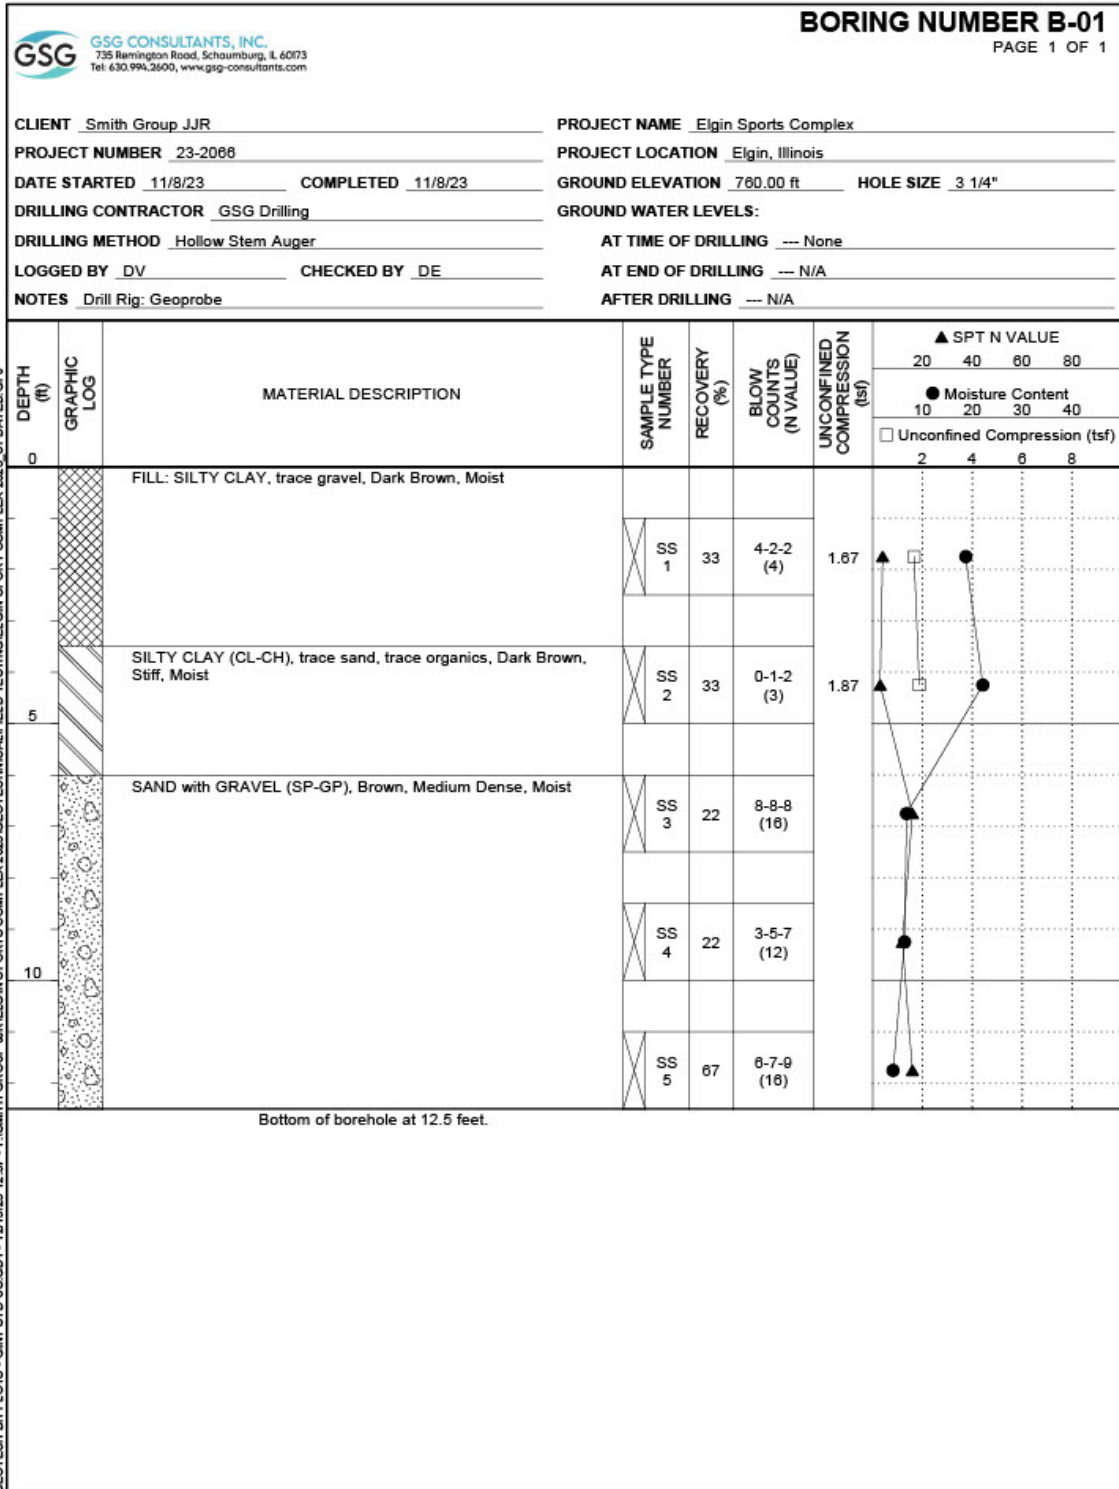 BORING NUMBER B-01
PAGE 1 OF 1
GSG
GSG CONSULTANTS, INC.
735 Remington Road, Schaumburg, IL 60173
Tel: 630.994.2600, www.gsg-consultants.com
CLIENT Smith Group JJR
PROJECT NAME Elgin Sports Complex
PROJECT NUMBER 23-2066
PROJECT LOCATION Elgin, Illinois
DATE STARTED 11/8/23 COMPLETED 11/8/23
GROUND ELEVATION 760.00 ft HOLE SIZE 3 1/4"
DRILLING CONTRACTOR GSG Drilling
GROUND WATER LEVELS:
DRILLING METHOD Hollow Stem Auger
AT TIME OF DRILLING --- None
LOGGED BY DV CHECKED BY DE
AT END OF DRILLING --- N/A
NOTES Drill Rig: Geoprobe
AFTER DRILLING --- N/A
DEPTH
(ft)
GRAPHIC
LOG
MATERIAL DESCRIPTION
SAMPLE TYPE
NUMBER
RECOVERY
(%)
BLOW
COUNTS
(N VALUE)
UNCONFINED
COMPRESSION
(tsf)
▲ SPT N VALUE
20 40 60 80
● Moisture Content
10 20 30 40
□ Unconfined Compression (tsf)
2 4 6 8
0
FILL: SILTY CLAY, trace gravel, Dark Brown, Moist
SS
1
33
4-2-2
(4)
1.67
SILTY CLAY (CL-CH), trace sand, trace organics, Dark Brown,
Stiff, Moist
SS
2
33
0-1-2
(3)
1.87
5
SAND with GRAVEL (SP-GP), Brown, Medium Dense, Moist
SS
3
22
8-8-8
(16)
SS
4
22
3-5-7
(12)
10
SS
5
67
6-7-9
(16)
Bottom of borehole at 12.5 feet.